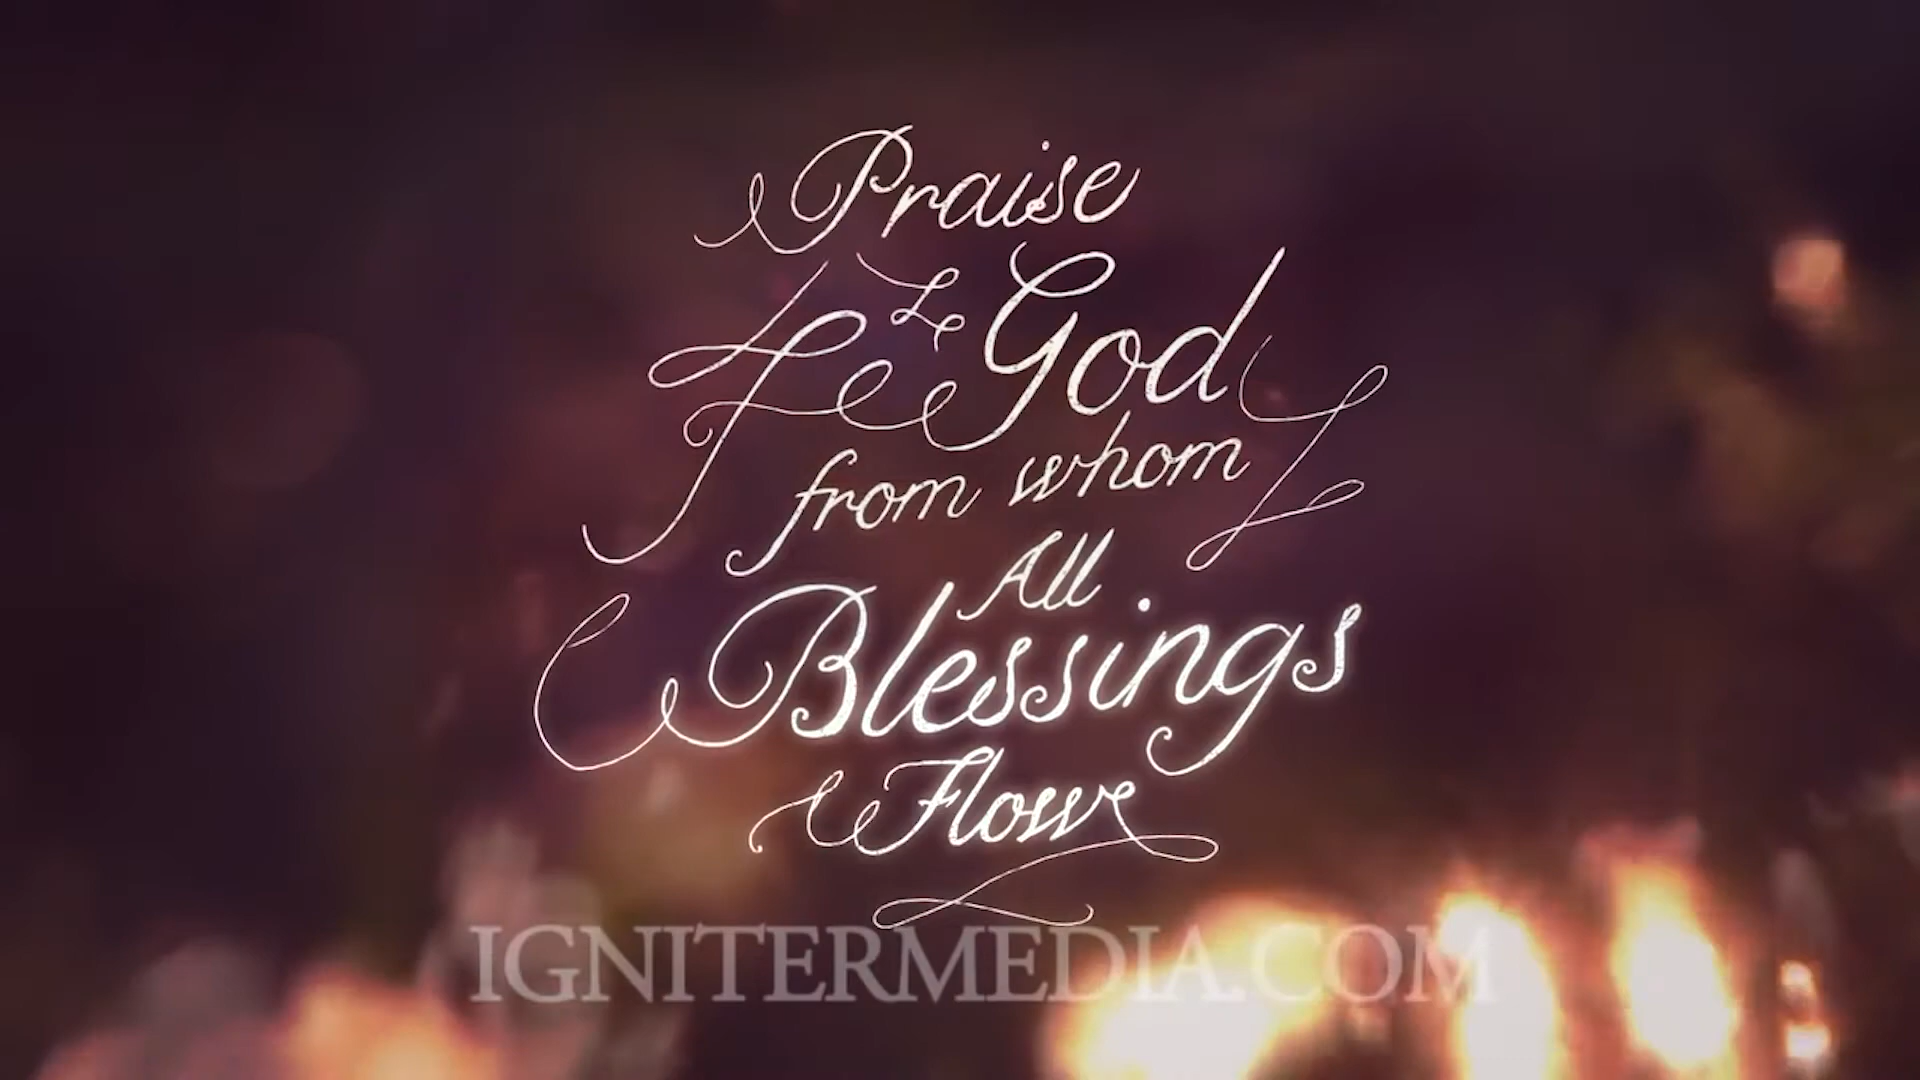 Praise
God
from whom
All
Blessings
Flow
IGNITERMEDIA.COM